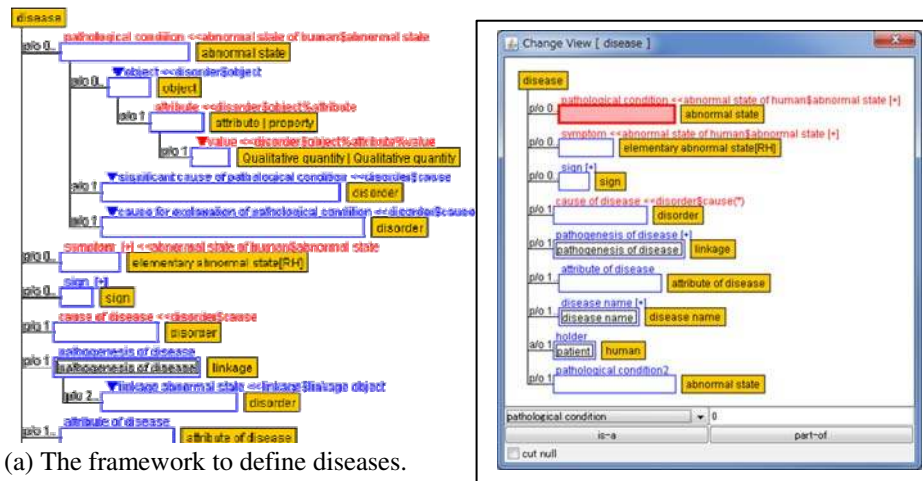 disease
pathological condition <<abnormal state of human$abnormal state
p/o 0.. abnormal state
▼object <<disorder$object
p/o 0.. object
attribute <<disorder$object%attribute
p/o 1 attribute | property
▼value <<disorder$object%attribute%value
p/o 1 Qualitative quantity | Qualitative quantity
▼significant cause of pathological condition <<disorder$cause
p/o 1 disorder
▼cause for explanation of pathological condition <<disorder$cause
p/o 1 disorder
symptom [+] <<abnormal state of human$abnormal state
p/o 0.. elementary abnormal state[RH]
sign [+]
p/o 0.. sign
cause of disease <<disorder$cause
p/o 1 disorder
pathogenesis of disease
p/o 1 pathogenesis of disease linkage
▼linkage abnormal state <<linkage$linkage object
p/o 2.. disorder
attribute of disease
p/o 1.. attribute of disease
(a) The framework to define diseases.
Change View [ disease ]
disease
pathological condition <<abnormal state of human$abnormal state [+]
p/o 0.. abnormal state
symptom <<abnormal state of human$abnormal state [+]
p/o 0.. elementary abnormal state[RH]
sign [+]
p/o 0.. sign
cause of disease <<disorder$cause(*)
p/o 1 disorder
pathogenesis of disease [+]
p/o 1 pathogenesis of disease linkage
attribute of disease
p/o 1.. attribute of disease
disease name [+]
p/o 1.. disease name disease name
holder
a/o 1 patient human
pathological condition2
p/o 1.. abnormal state
pathological condition 0
is-a part-of
cut null